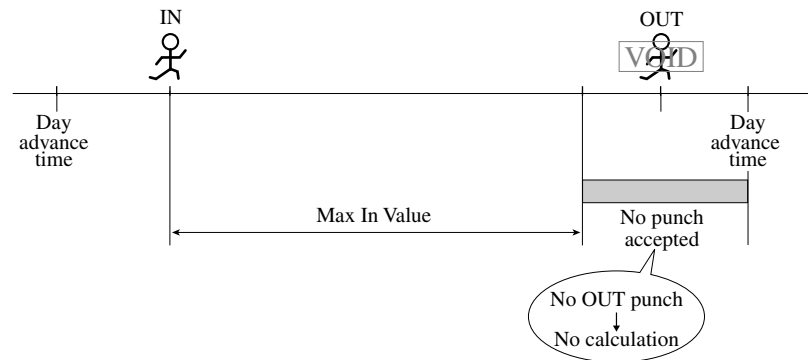 IN
OUT
VOID
Day
advance
time
Day
advance
time
Max In Value
No punch
accepted
No OUT punch
No calculation